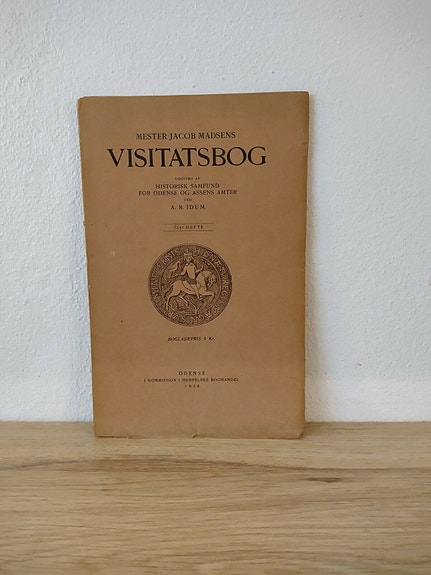 MESTER JACOB MADSENS
VISITATSBOG
UDGIVET AF
HISTORISK SAMFUND
FOR ODENSE OG ASSENS AMTER
VED
A. R. IDUM
HEFTE
BOGLADEPRIS 3 Kr.
ODENSE
I KOMMISSION I HEMPELSKE BOGHANDEL